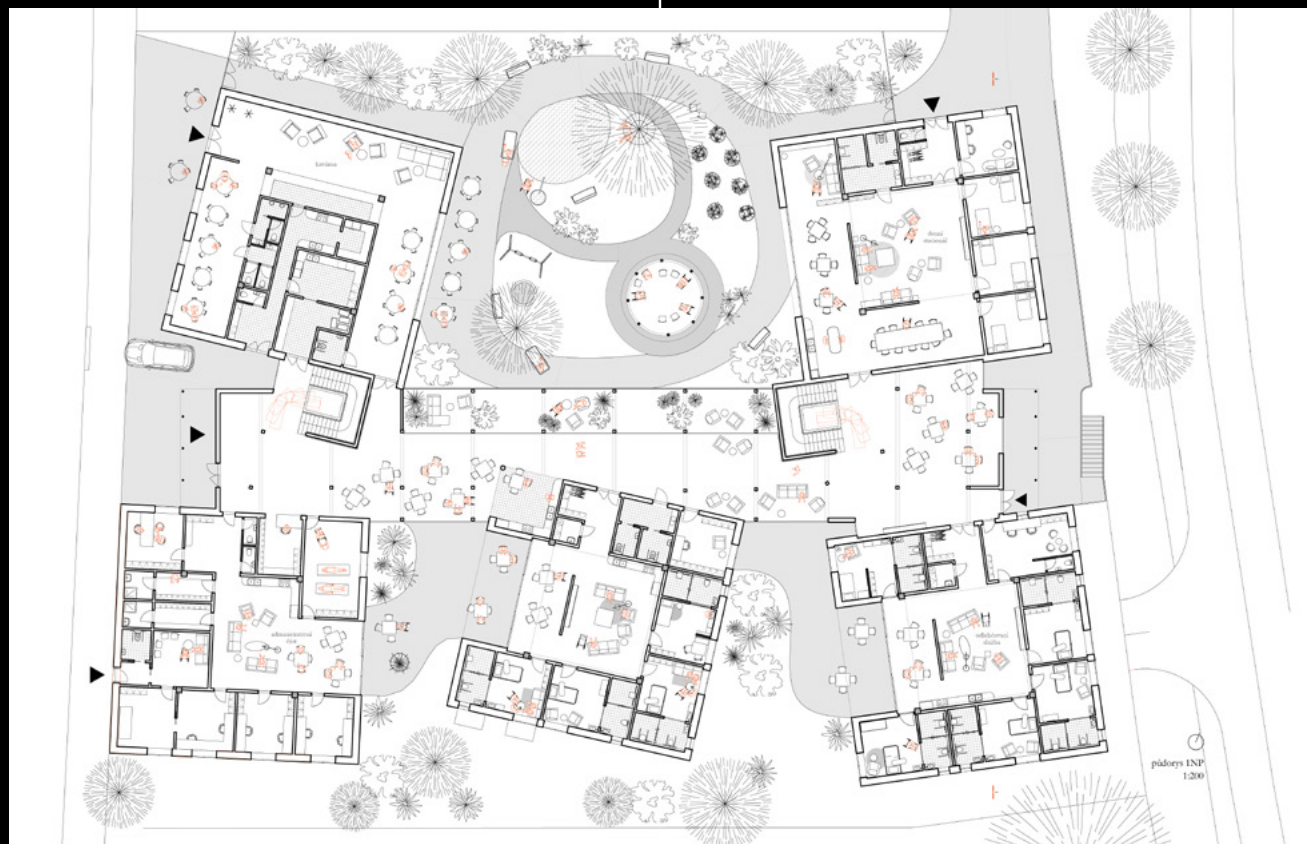 kavárna
denní
stacionář
administrativní
část
odlehčovací
služba
půdorys 1NP
1:200